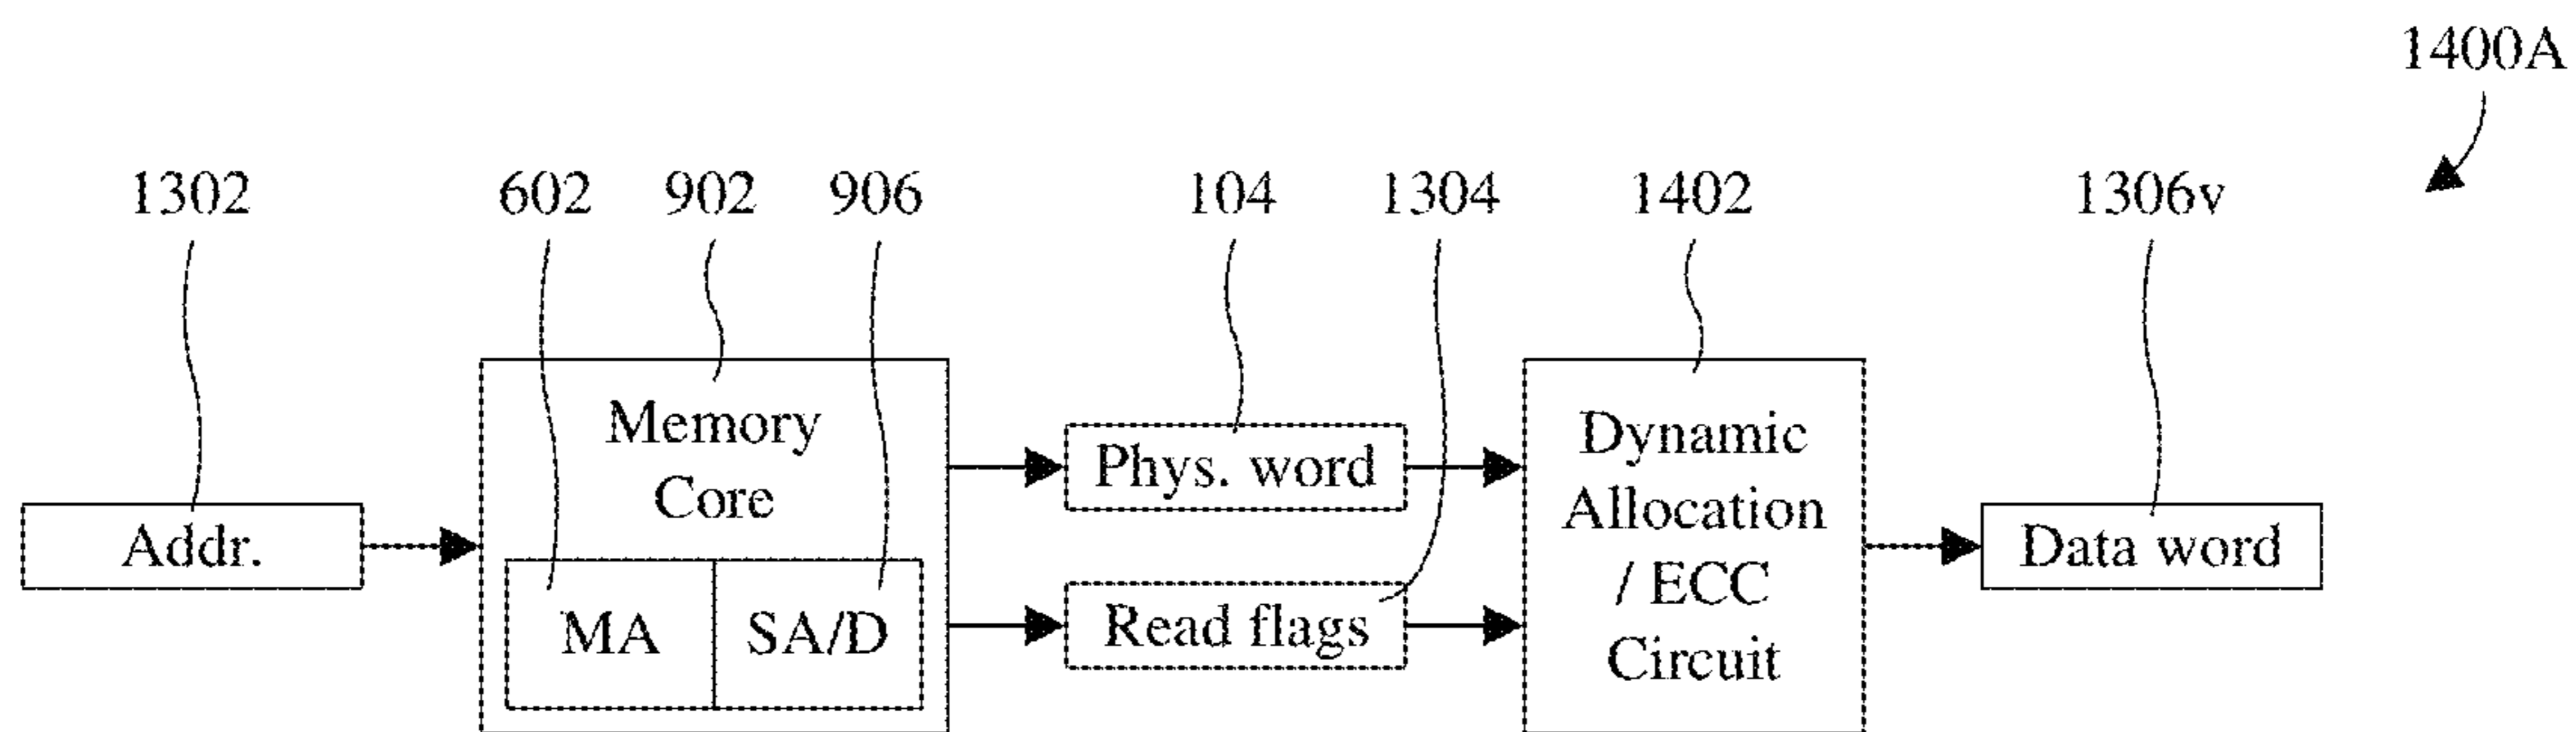 1400A
1302
602
902
906
104
1304
1402
1306v
Addr.
Memory
Core
MA
SA/D
Phys. word
Read flags
Dynamic
Allocation
/ ECC
Circuit
Data word